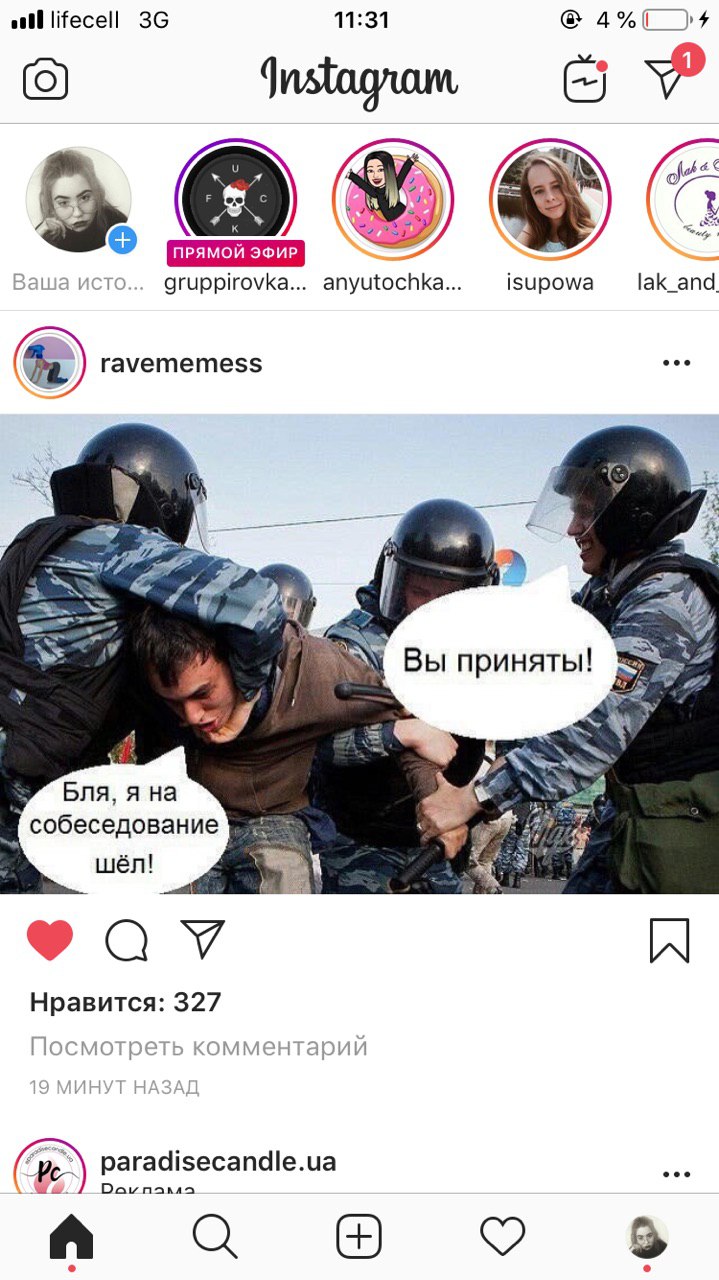 lifecell 3G 11:31 4 %
Instagram
1
U
F C
K
ПРЯМОЙ ЭФИР
Ваша исто... gruppirovka... anyutochka... isupowa lak_and_
ravememess
Вы приняты!
Бля, я на
собеседование
шёл!
Нравится: 327
Посмотреть комментарий
19 МИНУТ НАЗАД
Pc
paradisecandle.ua
Реклама